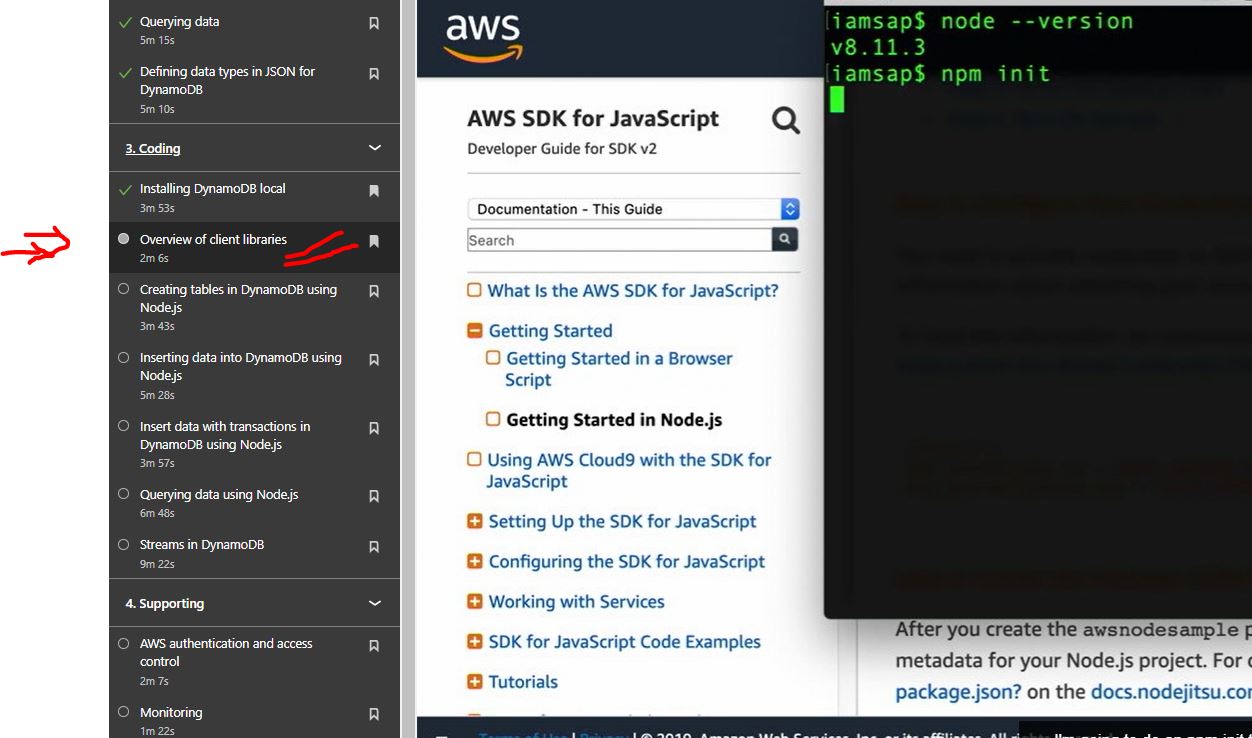 Querying data
5m 15s
Defining data types in JSON for
DynamoDB
5m 10s
3. Coding
Installing DynamoDB local
3m 53s
Overview of client libraries
2m 6s
Creating tables in DynamoDB using
Node.js
3m 43s
Inserting data into DynamoDB using
Node.js
5m 28s
Insert data with transactions in
DynamoDB using Node.js
3m 57s
Querying data using Node.js
6m 48s
Streams in DynamoDB
9m 22s
4. Supporting
AWS authentication and access
control
2m 7s
Monitoring
1m 22s
aws
AWS SDK for JavaScript
Developer Guide for SDK v2
Documentation - This Guide
Search
What Is the AWS SDK for JavaScript?
Getting Started
Getting Started in a Browser
Script
Getting Started in Node.js
Using AWS Cloud9 with the SDK for
JavaScript
Setting Up the SDK for JavaScript
Configuring the SDK for JavaScript
Working with Services
SDK for JavaScript Code Examples
Tutorials
[iamsap$ node --version
v8.11.3
[iamsap$ npm init
After you create the awsnodesample p
metadata for your Node.js project. For
package.json? on the docs.nodejitsu.co
Terms of Use | Privacy | © 2019, Amazon Web Services, Inc. or its affiliates. All
"I'm going to do an npm init